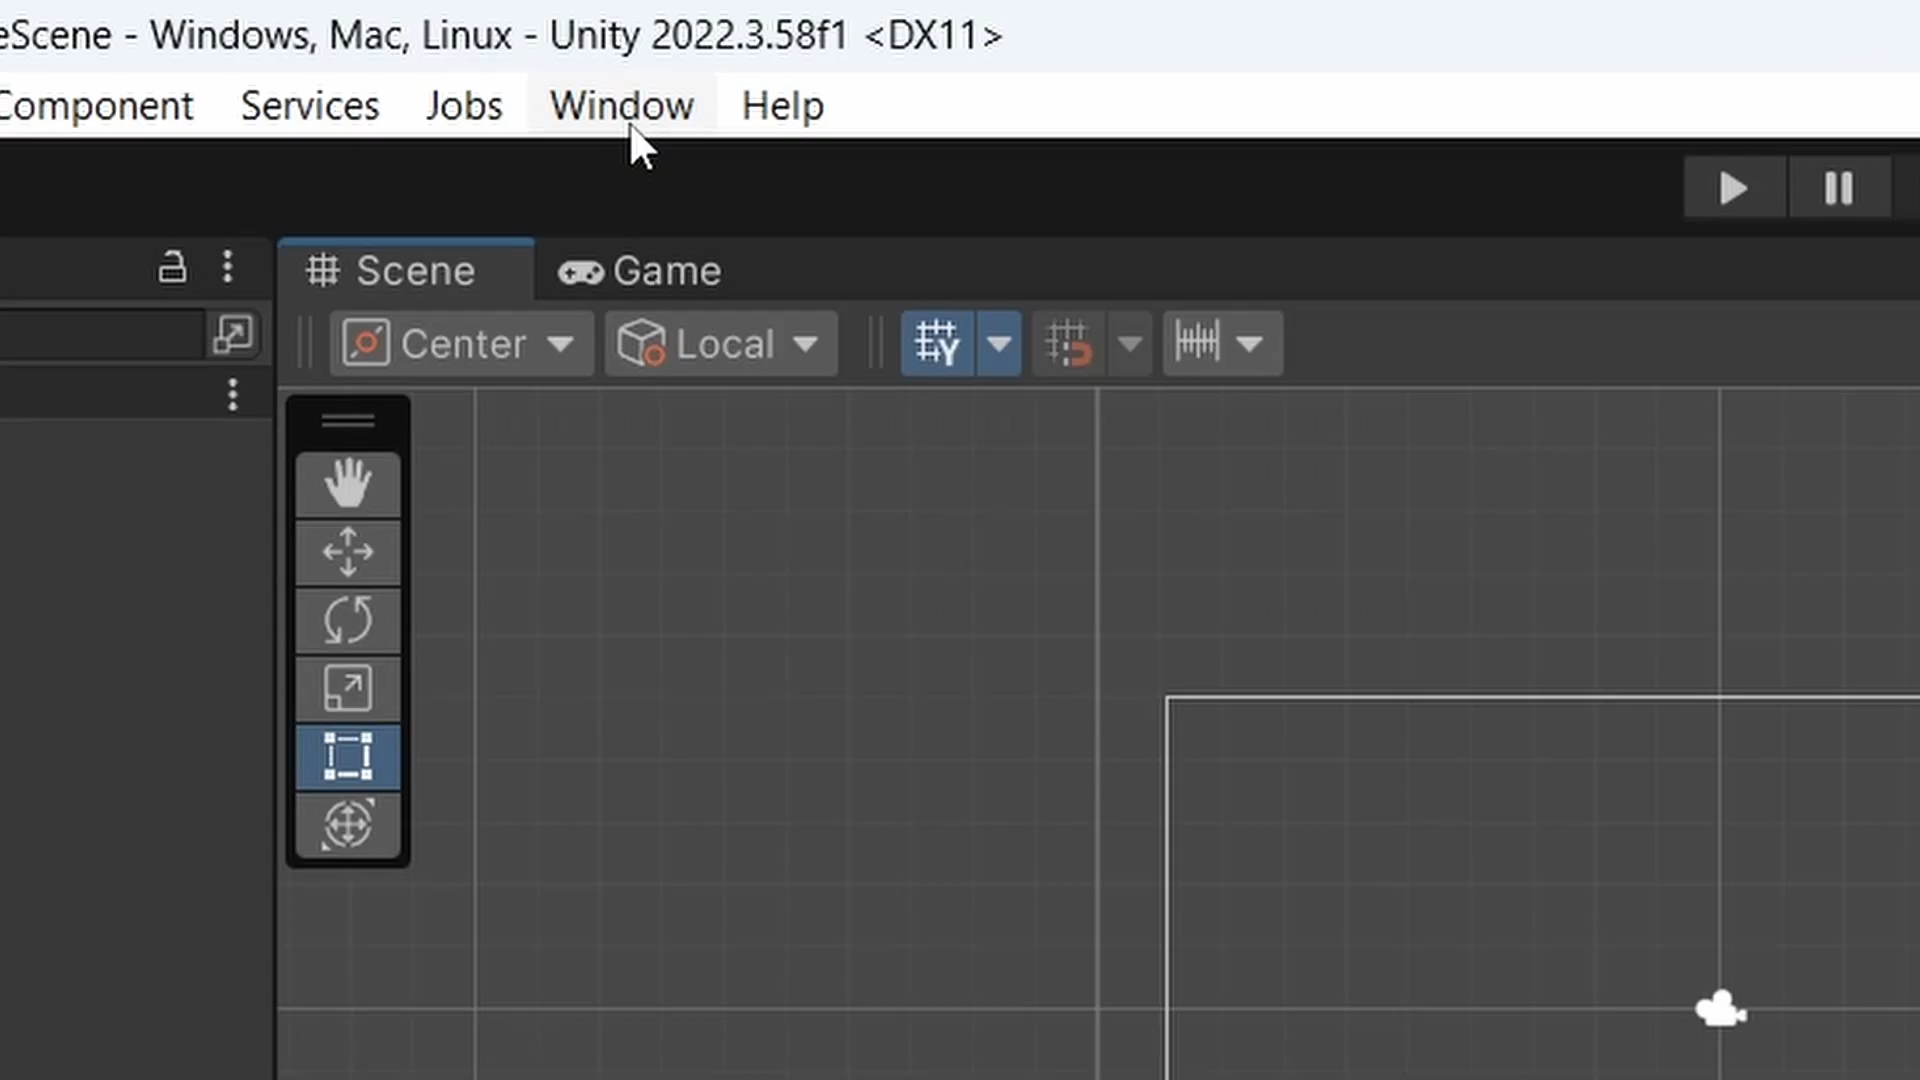 eScene - Windows, Mac, Linux - Unity 2022.3.58f1 <DX11>
Component Services Jobs Window Help
Scene Game
Center Local Y